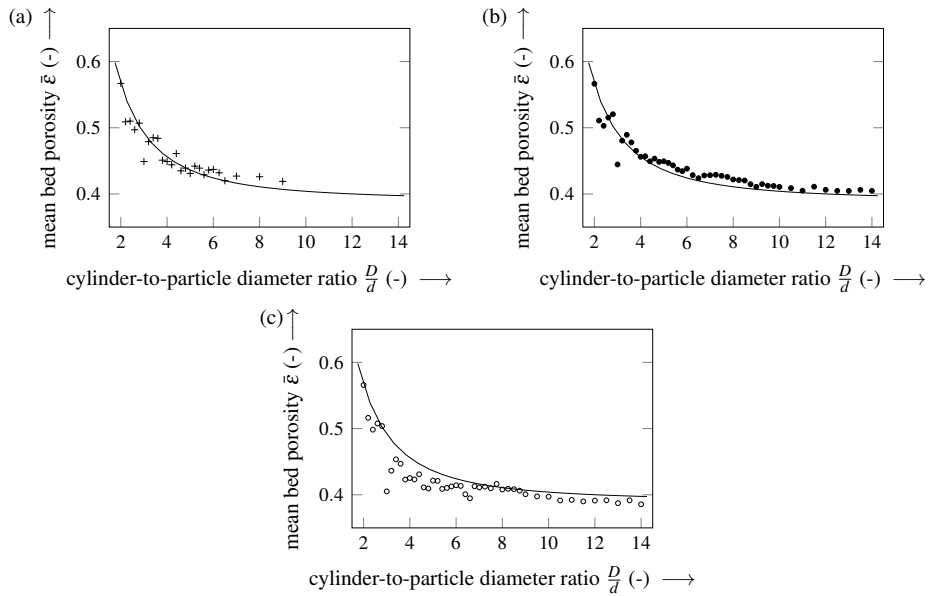 (a)
mean bed porosity ε̄ (-) ⟶
0.6
0.5
0.4
2 4 6 8 10 12 14
cylinder-to-particle diameter ratio D/d (-) ⟶
(b)
mean bed porosity ε̄ (-) ⟶
0.6
0.5
0.4
2 4 6 8 10 12 14
cylinder-to-particle diameter ratio D/d (-) ⟶
(c)
mean bed porosity ε̄ (-) ⟶
0.6
0.5
0.4
2 4 6 8 10 12 14
cylinder-to-particle diameter ratio D/d (-) ⟶